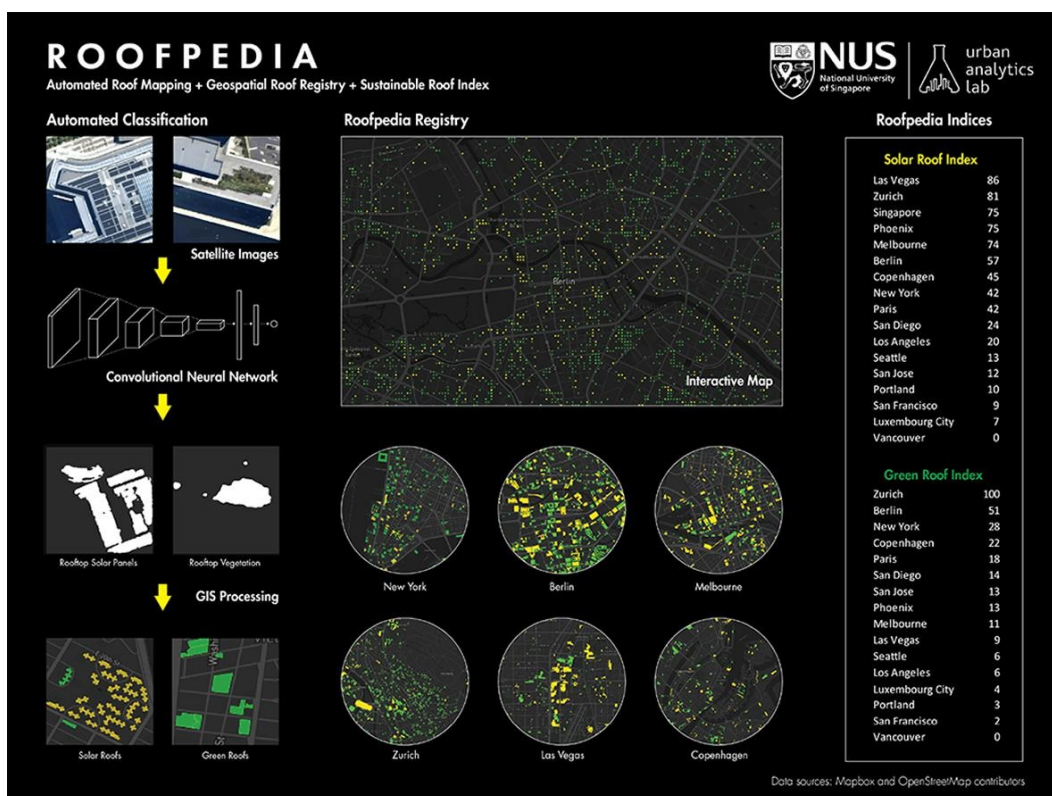 ROOFPEDIA
Automated Roof Mapping + Geospatial Roof Registry + Sustainable Roof Index
NUS
National University
of Singapore
urban
analytics
lab
Automated Classification
Satellite Images
Convolutional Neural Network
Rooftop Solar Panels
Rooftop Vegetation
GIS Processing
Solar Roofs
Green Roofs
Roofpedia Registry
Berlin
Interactive Map
New York
Berlin
Melbourne
Zurich
Las Vegas
Copenhagen
Roofpedia Indices
Solar Roof Index
Las Vegas 86
Zurich 81
Singapore 75
Phoenix 75
Melbourne 74
Berlin 57
Copenhagen 45
New York 42
Paris 42
San Diego 24
Los Angeles 20
Seattle 13
San Jose 12
Portland 10
San Francisco 9
Luxembourg City 7
Vancouver 0
Green Roof Index
Zurich 100
Berlin 51
New York 28
Copenhagen 22
Paris 18
San Diego 14
San Jose 13
Phoenix 13
Melbourne 11
Las Vegas 9
Seattle 6
Los Angeles 6
Luxembourg City 4
Portland 3
San Francisco 2
Vancouver 0
Data sources: Mapbox and OpenStreetMap contributors